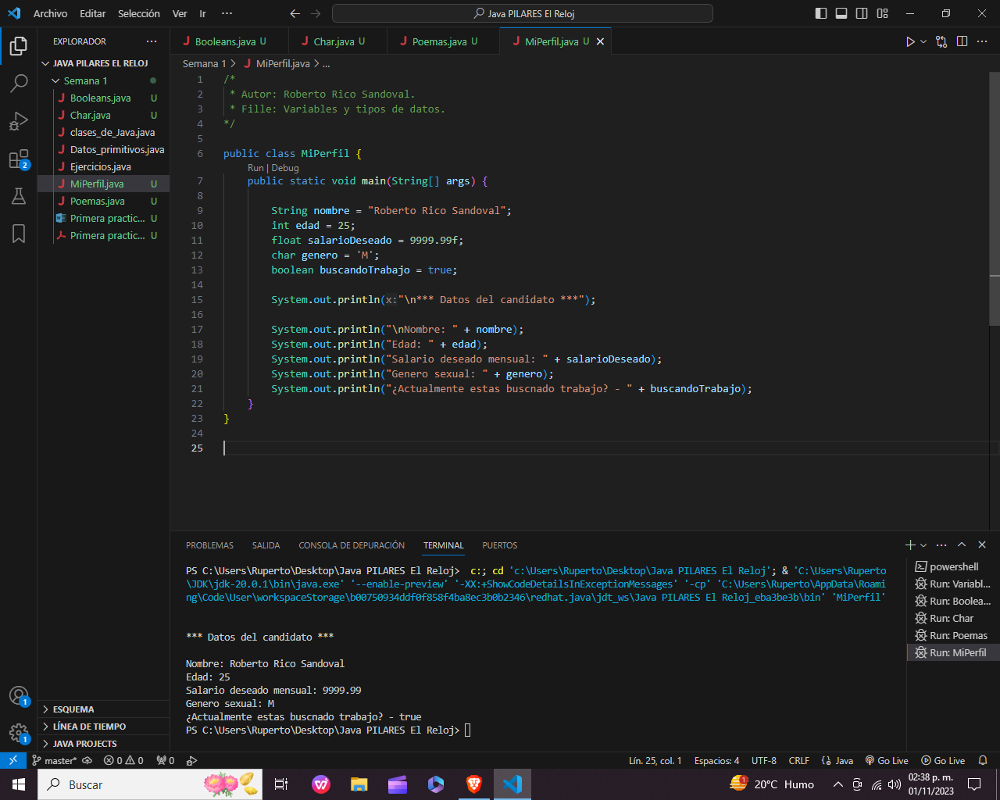 Archivo Editar Selección Ver Ir ··· Java PILARES El Reloj
EXPLORADOR ···
JAVA PILARES EL RELOJ
Semana 1
Booleans.java U
Char.java U
clases_de_Java.java
Datos_primitivos.java
Ejercicios.java
MiPerfil.java U
Poemas.java U
Primera practic... U
Primera practic... U
ESQUEMA
LÍNEA DE TIEMPO
JAVA PROJECTS
2
1
1
Booleans.java U Char.java U Poemas.java U MiPerfil.java U
Semana 1 > MiPerfil.java > ...
1 /*
2 * Autor: Roberto Rico Sandoval.
3 * Fille: Variables y tipos de datos.
4 */
5
6 public class MiPerfil {
Run | Debug
7 public static void main(String[] args) {
8
9 String nombre = "Roberto Rico Sandoval";
10 int edad = 25;
11 float salarioDeseado = 9999.99f;
12 char genero = 'M';
13 boolean buscandoTrabajo = true;
14
15 System.out.println(x:"\n*** Datos del candidato ***");
16
17 System.out.println("\nNombre: " + nombre);
18 System.out.println("Edad: " + edad);
19 System.out.println("Salario deseado mensual: " + salarioDeseado);
20 System.out.println("Genero sexual: " + genero);
21 System.out.println("¿Actualmente estas buscnado trabajo? - " + buscandoTrabajo);
22 }
23 }
24
25
PROBLEMAS SALIDA CONSOLA DE DEPURACIÓN TERMINAL PUERTOS
PS C:\Users\Ruperto\Desktop\Java PILARES El Reloj> c:; cd 'c:\Users\Ruperto\Desktop\Java PILARES El Reloj'; & 'C:\Users\Ruperto
\JDK\jdk-20.0.1\bin\java.exe' '--enable-preview' '-XX:+ShowCodeDetailsInExceptionMessages' '-cp' 'C:\Users\Ruperto\AppData\Roami
ng\Code\User\workspaceStorage\b00750934ddf0f858f4ba8ec3b0b2346\redhat.java\jdt_ws\Java PILARES El Reloj_eba3be3b\bin' 'MiPerfil'
*** Datos del candidato ***
Nombre: Roberto Rico Sandoval
Edad: 25
Salario deseado mensual: 9999.99
Genero sexual: M
¿Actualmente estas buscnado trabajo? - true
PS C:\Users\Ruperto\Desktop\Java PILARES El Reloj>
powershell
Run: Variabl...
Run: Boolea...
Run: Char
Run: Poemas
Run: MiPerfil
master* 0 0 0 Lín. 25, col. 1 Espacios: 4 UTF-8 CRLF Java Go Live Go Live
Buscar 1 20°C Humo 02:38 p. m.
01/11/2023